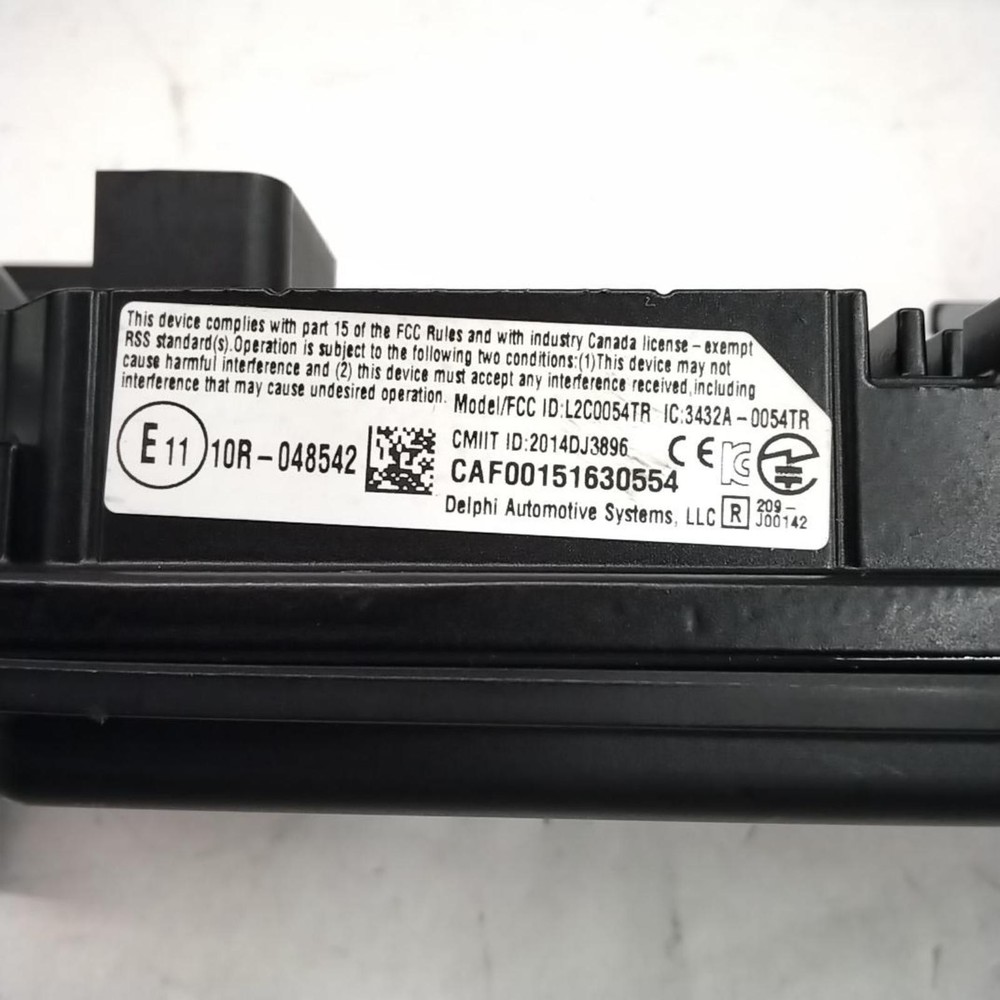 This device complies with part 15 of the FCC Rules and with industry Canada license-exempt
RSS standard(s).Operation is subject to the following two conditions:(1)This device may not
cause harmful interference and (2) this device must accept any interference received,including
interference that may cause undesired operation. Model/FCC ID:L2C0054TR IC:3432A-0054TR
E11 10R-048542 CMIIT ID:2014DJ3896 CE
CAF00151630554
Delphi Automotive Systems, LLC R 209-
J00142